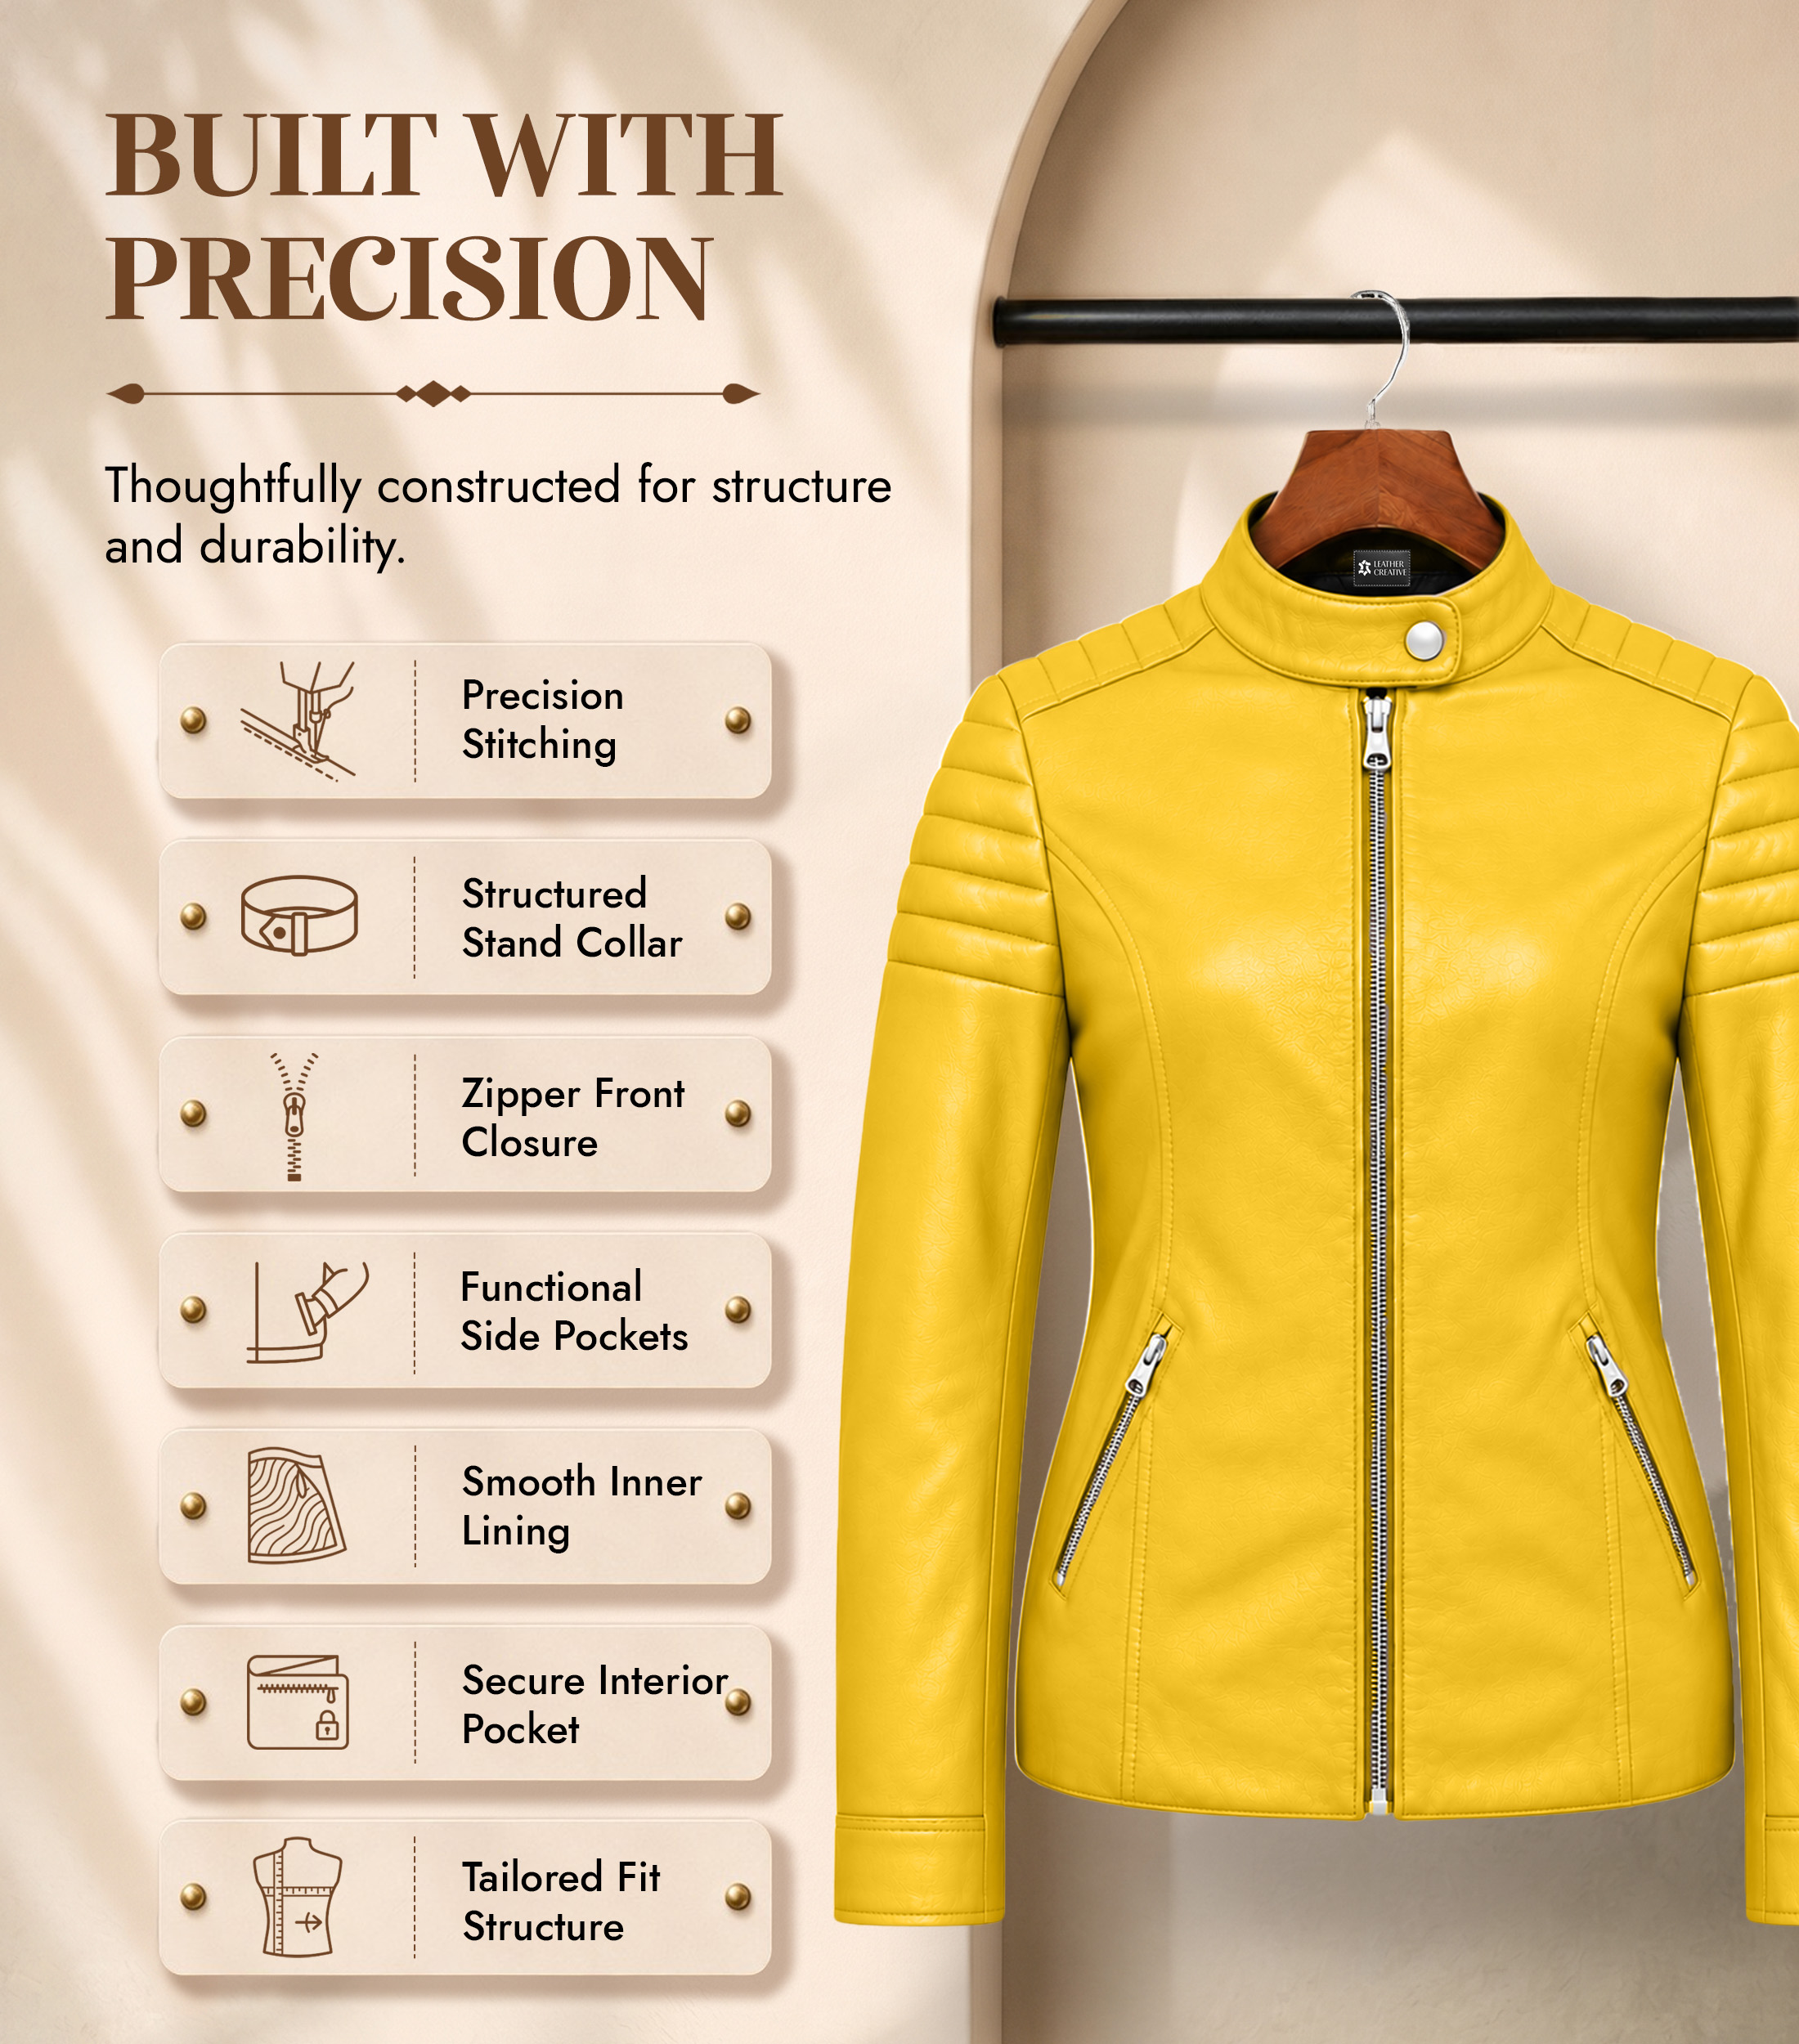 BUILT WITH
PRECISION
Thoughtfully constructed for structure
and durability.
Precision
Stitching
Structured
Stand Collar
Zipper Front
Closure
Functional
Side Pockets
Smooth Inner
Lining
Secure Interior
Pocket
Tailored Fit
Structure
LEATHER
CREATIVE